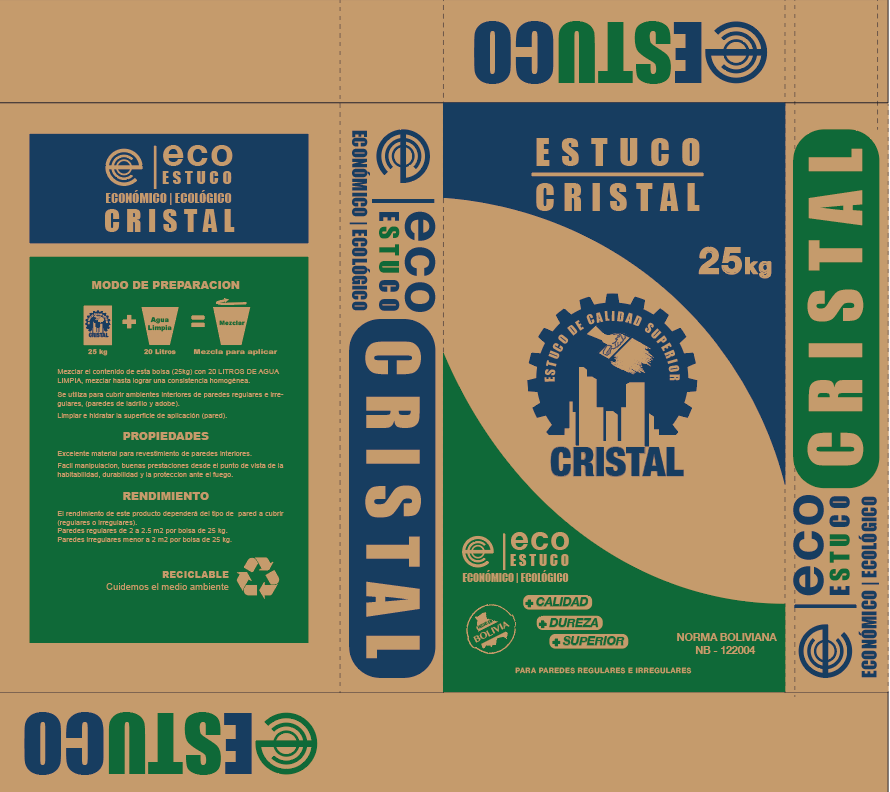 ESTUCO
eco
ESTUCO
ECONÓMICO | ECOLÓGICO
CRISTAL
MODO DE PREPARACION
CRISTAL
Agua
Limpia
Mezclar
25 kg
20 Litros
Mezcla para aplicar
Mezclar el contenido de esta bolsa (25kg) con 20 LITROS DE AGUA
LIMPIA, mezclar hasta lograr una consistencia homogénea.
Se utiliza para cubrir ambientes interiores de paredes regulares e irre-
gulares, (paredes de ladrillo y adobe).
Limpiar e hidratar la superficie de aplicación (pared).
PROPIEDADES
Excelente material para revestimiento de paredes interiores.
Facil manipulacion, buenas prestaciones desde el punto de vista de la
habitabilidad, durabilidad y la proteccion ante el fuego.
RENDIMIENTO
El rendimiento de este producto dependerá del tipo de pared a cubrir
(regulares o irregulares).
Paredes regulares de 2 a 2.5 m2 por bolsa de 25 kg.
Paredes irregulares menor a 2 m2 por bolsa de 25 kg.
RECICLABLE
Cuidemos el medio ambiente
eco
ESTUCO
ECONÓMICO | ECOLÓGICO
CRISTAL
ESTUCO
CRISTAL
25kg
ESTUCO DE CALIDAD SUPERIOR
CRISTAL
eco
ESTUCO
ECONÓMICO | ECOLÓGICO
BOLIVIA
+ CALIDAD
+ DUREZA
+ SUPERIOR
NORMA BOLIVIANA
NB - 122004
PARA PAREDES REGULARES E IRREGULARES
eco
ESTUCO
ECONÓMICO | ECOLÓGICO
CRISTAL
ESTUCO